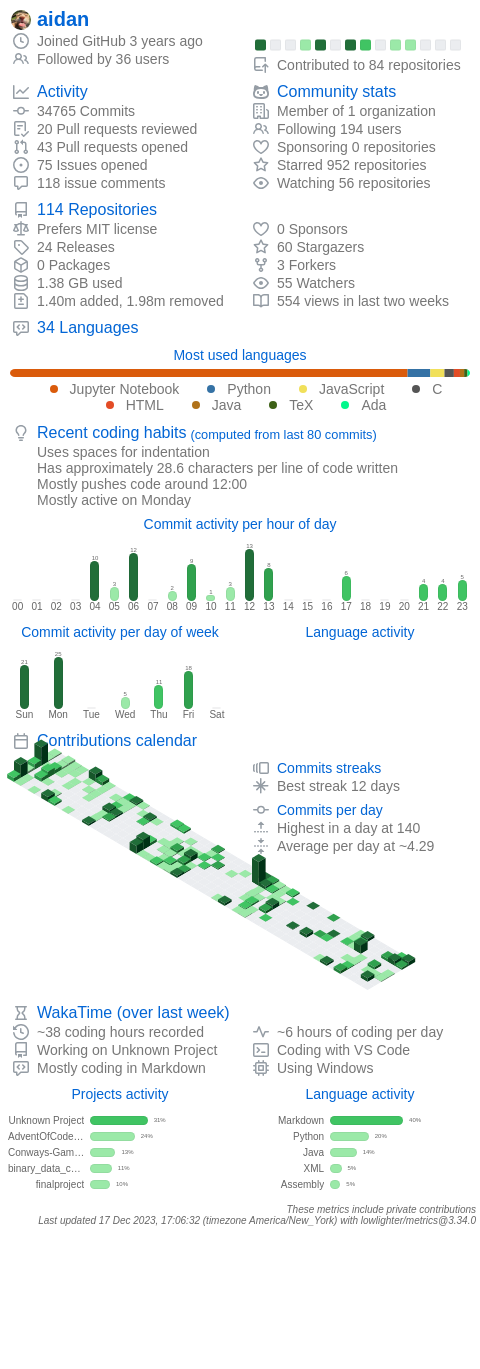 aidan
Joined GitHub 3 years ago
Followed by 36 users
Contributed to 84 repositories
Activity
34765 Commits
20 Pull requests reviewed
43 Pull requests opened
75 Issues opened
118 issue comments
Community stats
Member of 1 organization
Following 194 users
Sponsoring 0 repositories
Starred 952 repositories
Watching 56 repositories
114 Repositories
Prefers MIT license
24 Releases
0 Packages
1.38 GB used
1.40m added, 1.98m removed
0 Sponsors
60 Stargazers
3 Forkers
55 Watchers
554 views in last two weeks
34 Languages
Most used languages
Jupyter Notebook Python JavaScript C
HTML Java TeX Ada
Recent coding habits (computed from last 80 commits)
Uses spaces for indentation
Has approximately 28.6 characters per line of code written
Mostly pushes code around 12:00
Mostly active on Monday
Commit activity per hour of day
10 3 12 2 9 1 3 13 8 6 4 4 5
00 01 02 03 04 05 06 07 08 09 10 11 12 13 14 15 16 17 18 19 20 21 22 23
Commit activity per day of week
21 25 5 11 18
Sun Mon Tue Wed Thu Fri Sat
Language activity
Contributions calendar
Commits streaks
Best streak 12 days
Commits per day
Highest in a day at 140
Average per day at ~4.29
WakaTime (over last week)
~38 coding hours recorded
Working on Unknown Project
Mostly coding in Markdown
~6 hours of coding per day
Coding with VS Code
Using Windows
Projects activity
Unknown Project 31%
AdventOfCode... 24%
Conways-Gam... 13%
binary_data_c... 11%
finalproject 10%
Language activity
Markdown 40%
Python 20%
Java 14%
XML 5%
Assembly 5%
These metrics include private contributions
Last updated 17 Dec 2023, 17:06:32 (timezone America/New_York) with lowlighter/metrics@3.34.0